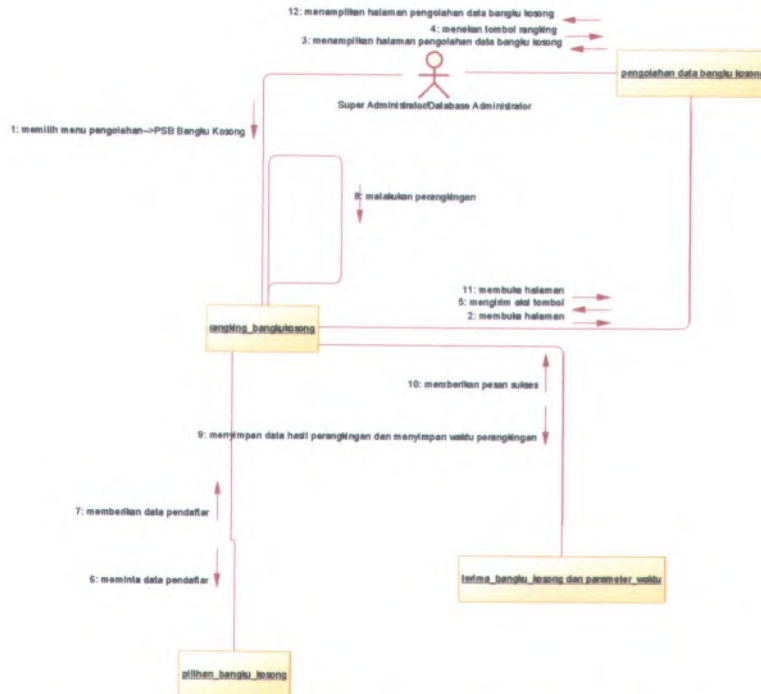 12: menampilkan halaman pengolahan data bangku kosong
4: menekan tombol rangking
3: menampilkan halaman pengolahan data bangku kosong
pengolahan data bangku kosong
Super Administrator/Database Administrator
1: memilih menu pengolahan-->PSB Bangku Kosong
8: melakukan perangkingan
11: membuka halaman
5: mengirim aksi tombol
2: membuka halaman
rangking_bangkukosong
10: memberikan pesan sukses
9: menyimpan data hasil perangkingan dan menyimpan waktu perangkingan
7: memberikan data pendaftar
6: meminta data pendaftar
terima_bangku_kosong dan parameter_waktu
pilihan_bangku_kosong